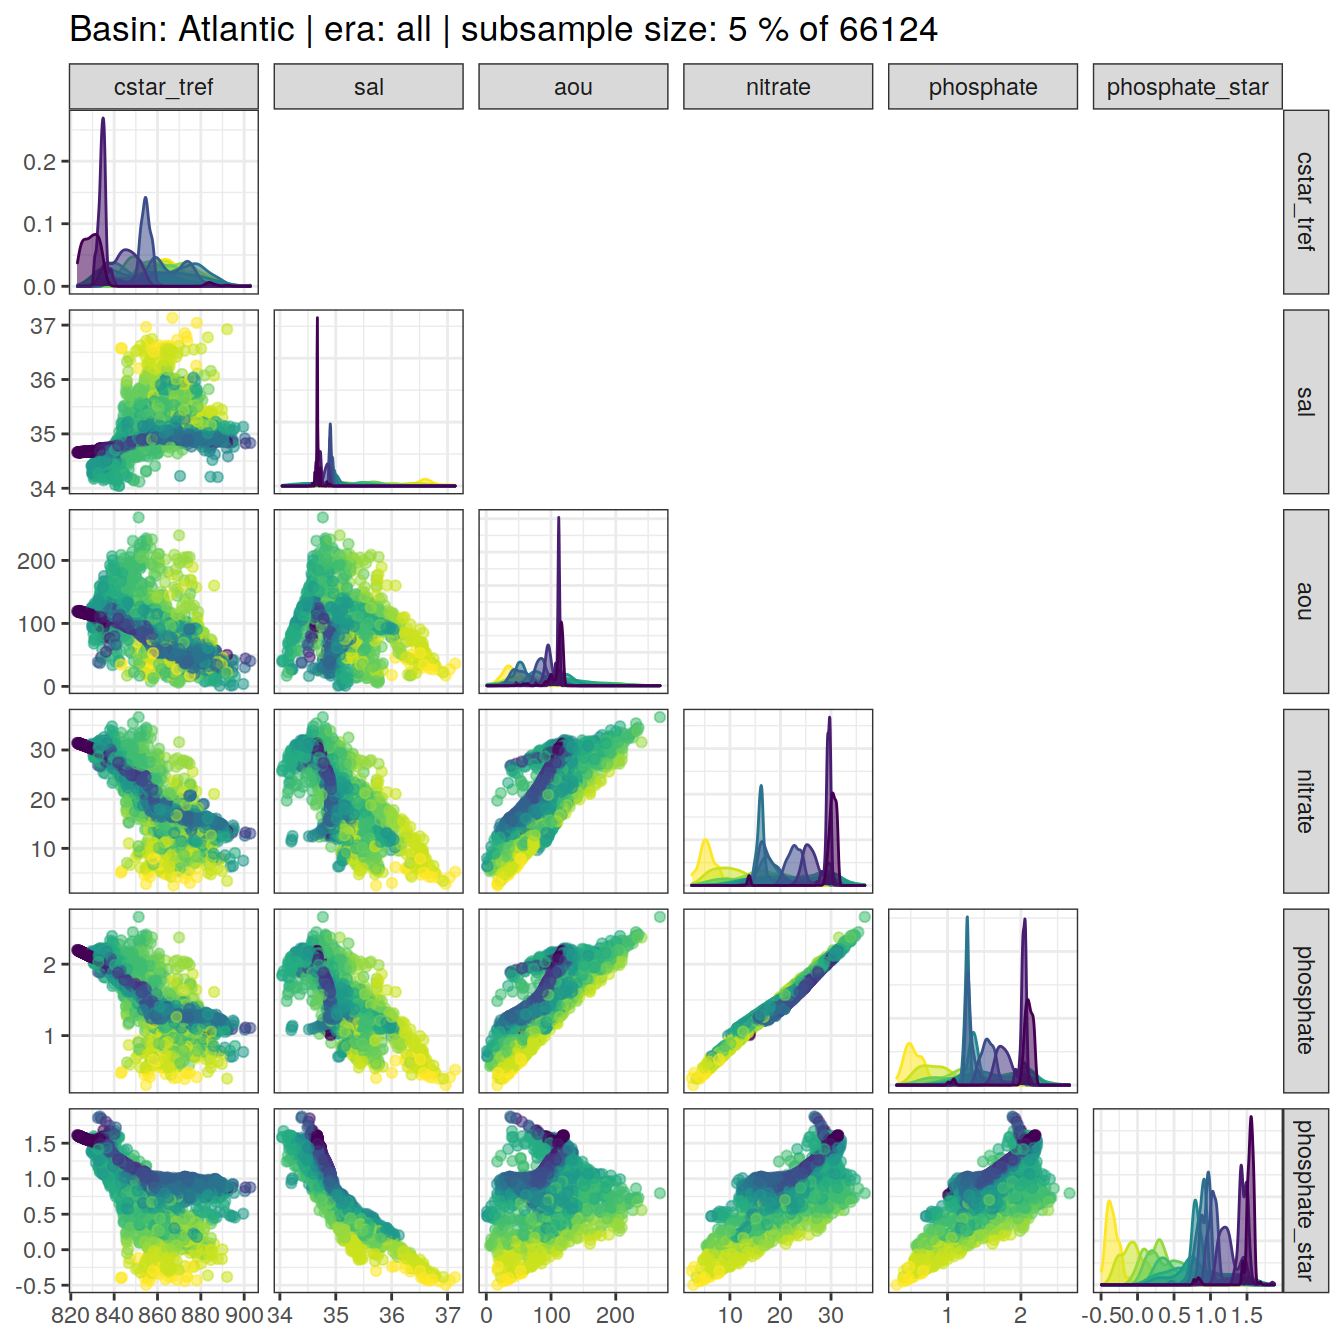 Basin: Atlantic | era: all | subsample size: 5 % of 66124
cstar_tref
sal
aou
nitrate
phosphate
phosphate_star
0.2
0.1
0.0
cstar_tref
37
36
35
34
sal
200
100
0
aou
30
20
10
nitrate
2
1
phosphate
1.5
1.0
0.5
0.0
-0.5
phosphate_star
820 840 860 880 900
34 35 36 37
0 100 200
10 20 30
1 2
-0.5 0.0 0.5 1.0 1.5